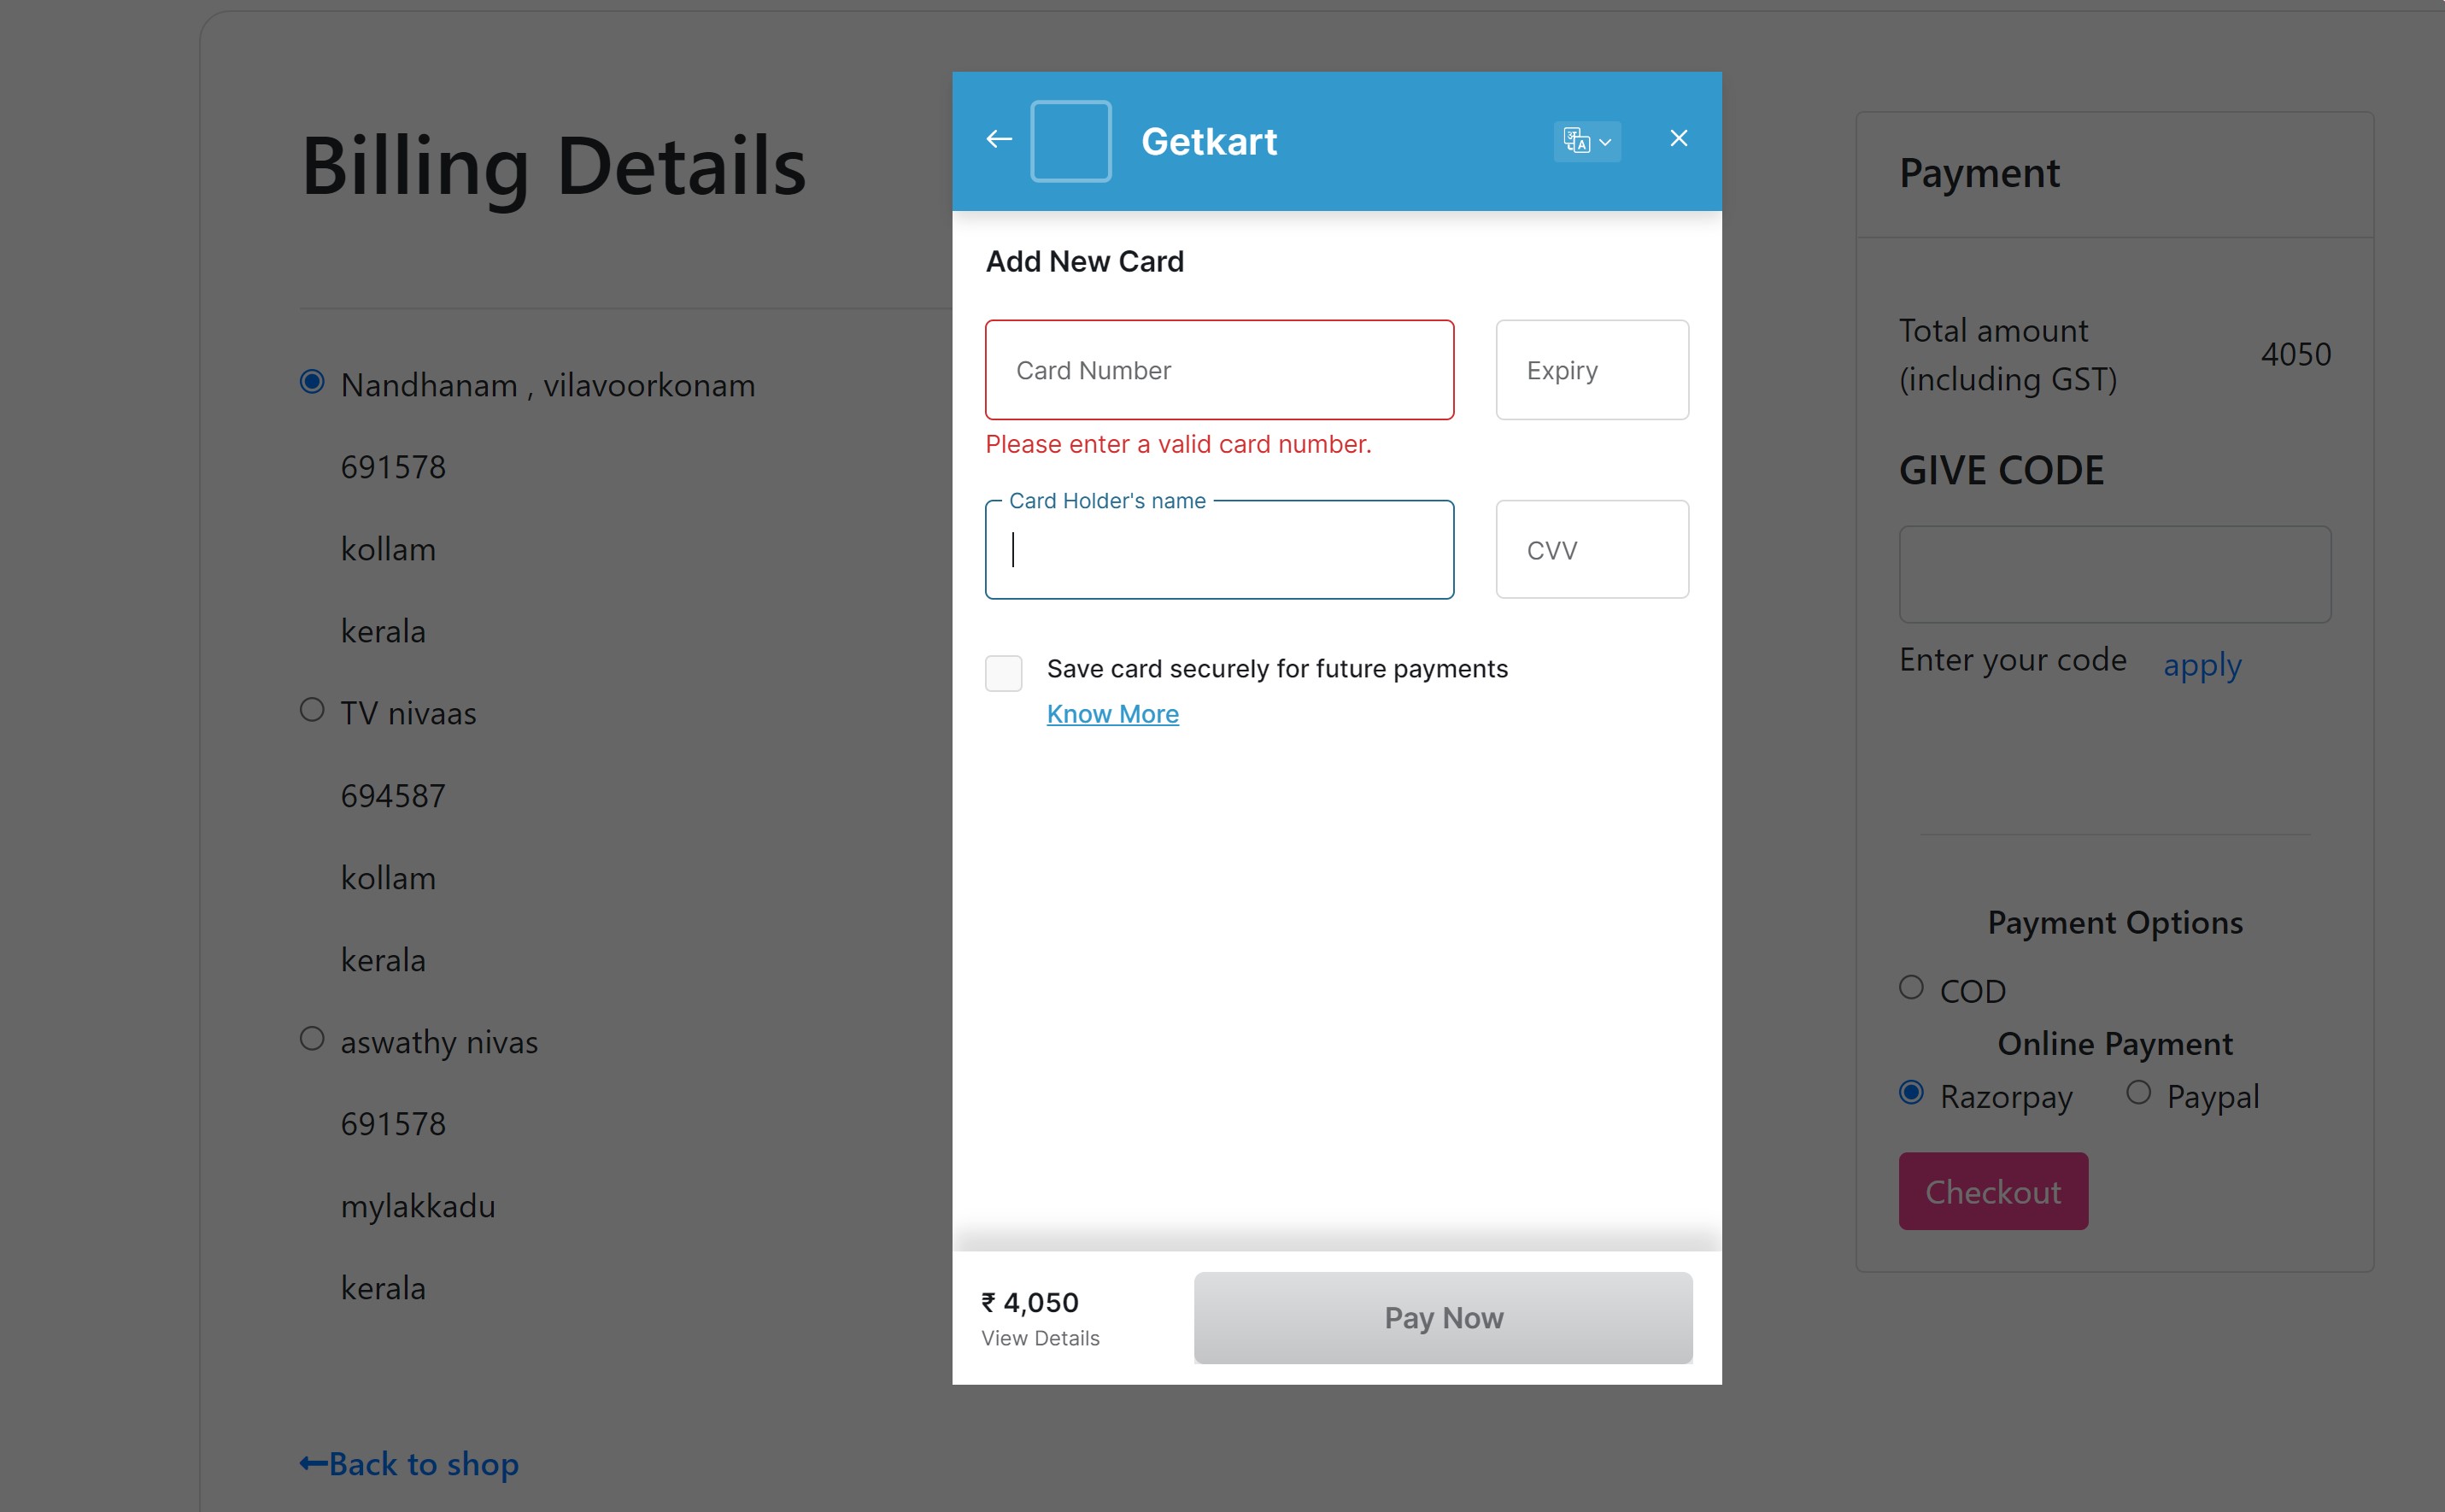 Billing Details
Nandhanam , vilavoorkonam
691578
kollam
kerala
TV nivaas
694587
kollam
kerala
aswathy nivas
691578
mylakkadu
kerala
Back to shop
Getkart
Add New Card
Card Number
Expiry
Please enter a valid card number.
Card Holder's name
CVV
Save card securely for future payments
Know More
₹ 4,050
View Details
Pay Now
Payment
Total amount
(including GST)
4050
GIVE CODE
Enter your code apply
Payment Options
COD
Online Payment
Razorpay Paypal
Checkout